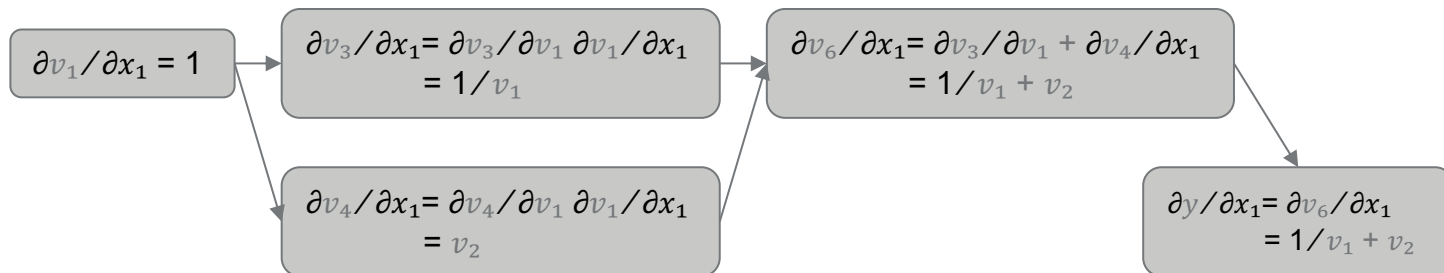 ∂v₁/∂x₁ = 1
∂v₃/∂x₁= ∂v₃/∂v₁ ∂v₁/∂x₁
= 1/v₁
∂v₄/∂x₁= ∂v₄/∂v₁ ∂v₁/∂x₁
= v₂
∂v₆/∂x₁= ∂v₃/∂v₁ + ∂v₄/∂x₁
= 1/v₁ + v₂
∂y/∂x₁= ∂v₆/∂x₁
= 1/v₁ + v₂